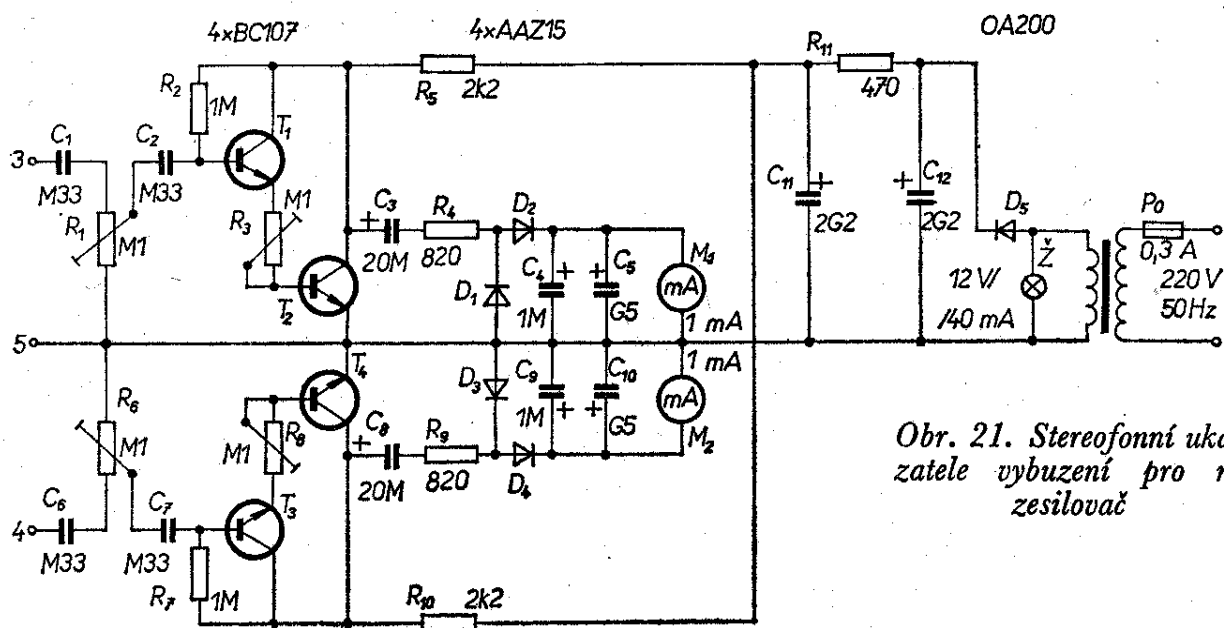 4×BC107
4×AAZ15
OA200
R2
1M
T1
R5
2k2
R11
470
C1
C2
3
M33
M33
R1
M1
R3
M1
T2
C3
+
20M
R4
820
D2
D1
C4
+
1M
C5
+
G5
M1
mA
1 mA
C11
+
2G2
C12
+
2G2
D5
Ž
12 V/
/40 mA
Po
0,3 A
220 V
50Hz
5
T4
R6
M1
R8
M1
C8
+
20M
R9
820
D3
D4
C9
+
1M
C10
+
G5
1 mA
mA
M2
C6
C7
4
M33
M33
T3
R7
1M
R10
2k2
Obr. 21. Stereofonní uka-
zatele vybuzení pro
zesilovač